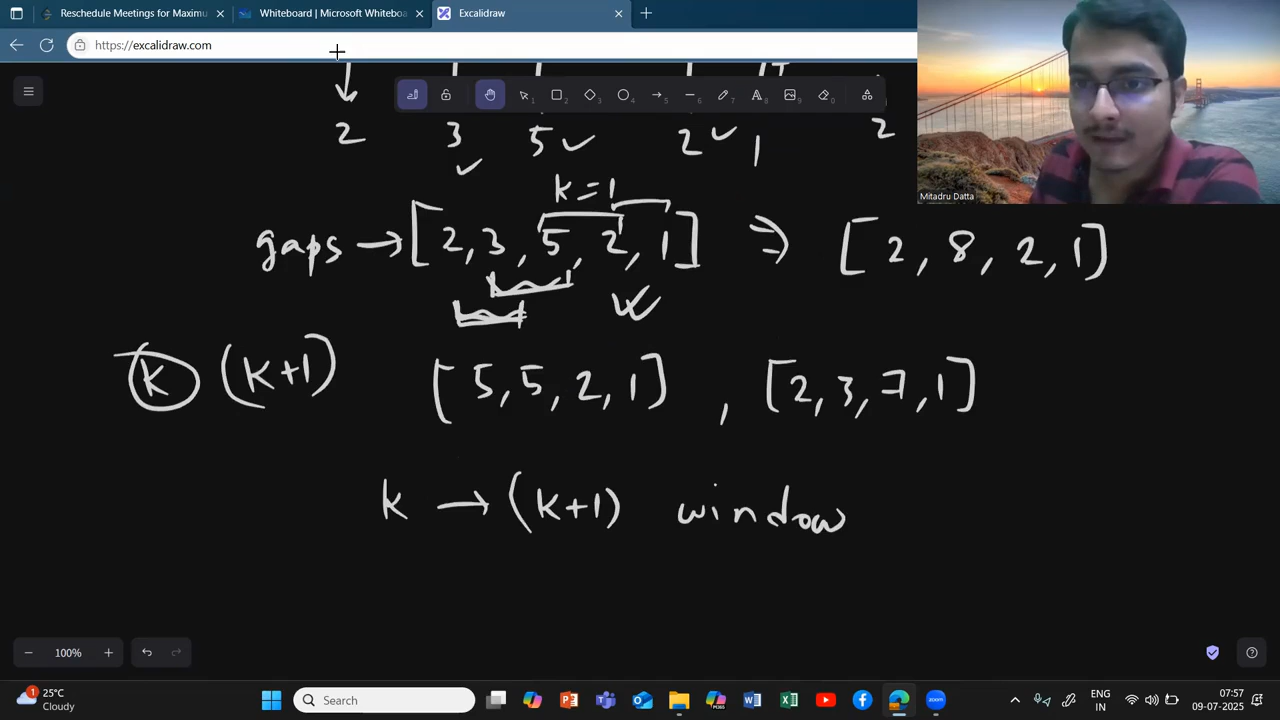 Reschedule Meetings for Maximu
Whiteboard | Microsoft Whiteboa
Excalidraw
https://excalidraw.com
2 3 5 2 1 2
Mitadru Datta
k=1
gaps → [2,3,5,2,1] ⇒ [2,8,2,1]
k (k+1) [5,5,2,1] , [2,3,7,1]
k → (k+1) window
100%
1
25°C
Cloudy
Search
ENG
IN
07:57
09-07-2025